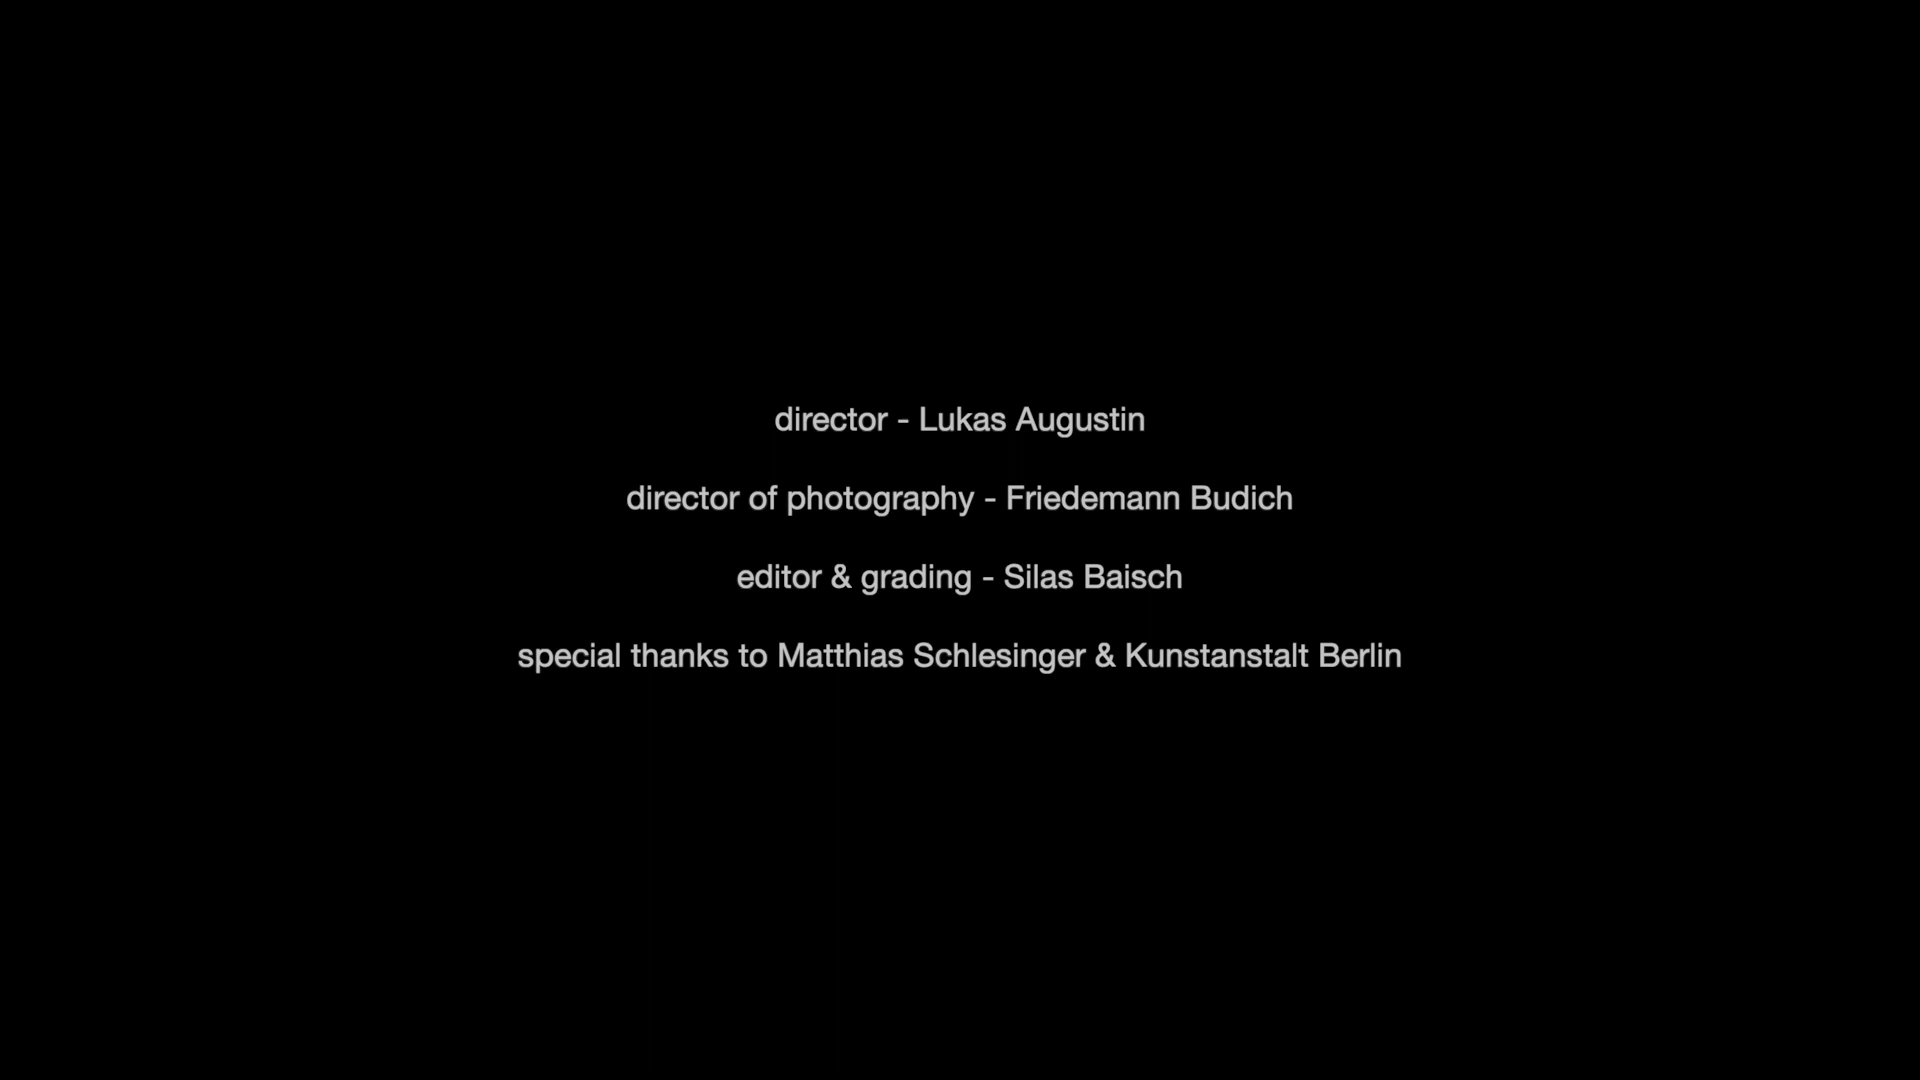 director - Lukas Augustin
director of photography - Friedemann Budich
editor & grading - Silas Baisch
special thanks to Matthias Schlesinger & Kunstanstalt Berlin